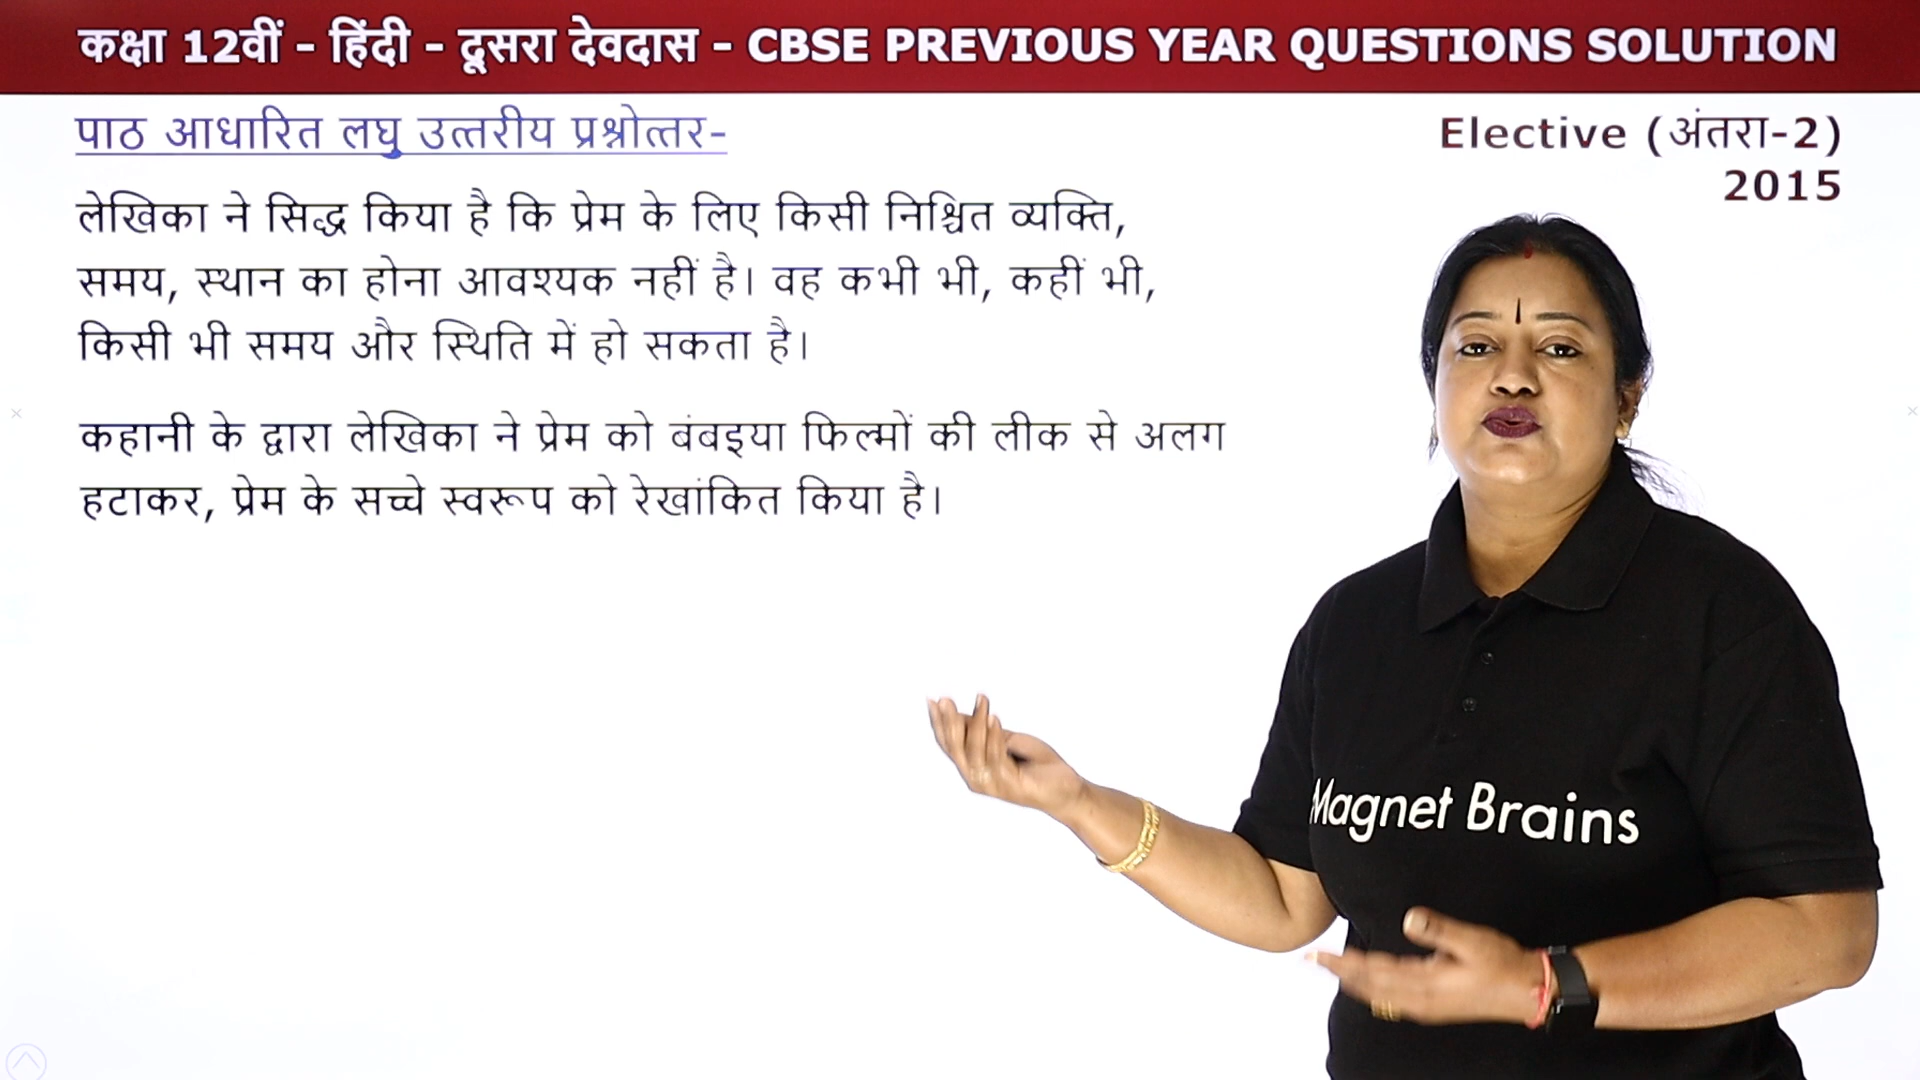 कक्षा 12वीं - हिंदी - दूसरा देवदास - CBSE PREVIOUS YEAR QUESTIONS SOLUTION
पाठ आधारित लघु उत्तरीय प्रश्नोत्तर-
Elective (अंतरा-2)
2015
लेखिका ने सिद्ध किया है कि प्रेम के लिए किसी निश्चित व्यक्ति,
समय, स्थान का होना आवश्यक नहीं है। वह कभी भी, कहीं भी,
किसी भी समय और स्थिति में हो सकता है।
कहानी के द्वारा लेखिका ने प्रेम को बंबइया फिल्मों की लीक से अलग
हटाकर, प्रेम के सच्चे स्वरूप को रेखांकित किया है।
Magnet Brains